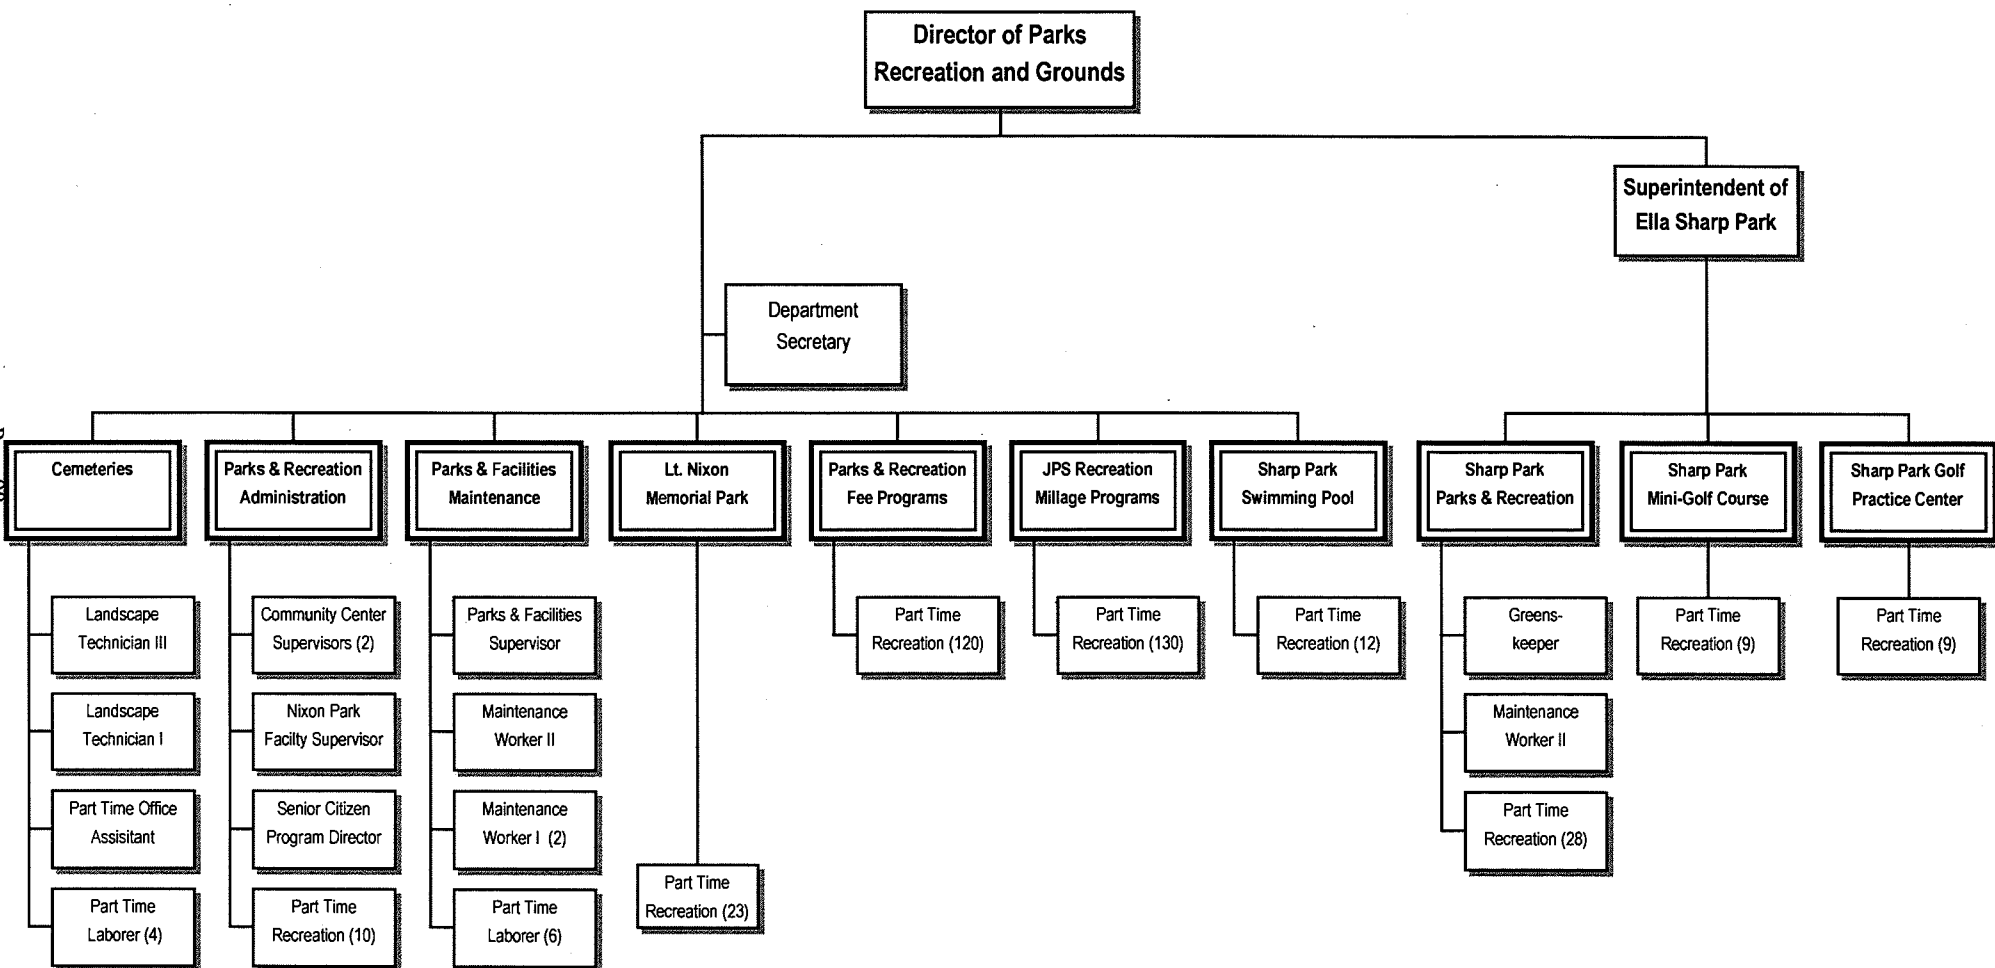 Director of Parks
Recreation and Grounds
Superintendent of
Ella Sharp Park
Department
Secretary
Cemeteries
Parks & Recreation
Administration
Parks & Facilities
Maintenance
Lt. Nixon
Memorial Park
Parks & Recreation
Fee Programs
JPS Recreation
Millage Programs
Sharp Park
Swimming Pool
Sharp Park
Parks & Recreation
Sharp Park
Mini-Golf Course
Sharp Park Golf
Practice Center
Landscape
Technician III
Landscape
Technician I
Part Time Office
Assisitant
Part Time
Laborer (4)
Community Center
Supervisors (2)
Nixon Park
Facilty Supervisor
Senior Citizen
Program Director
Part Time
Recreation (10)
Parks & Facilities
Supervisor
Maintenance
Worker II
Maintenance
Worker I (2)
Part Time
Laborer (6)
Part Time
Recreation (23)
Part Time
Recreation (120)
Part Time
Recreation (130)
Part Time
Recreation (12)
Greens-
keeper
Maintenance
Worker II
Part Time
Recreation (28)
Part Time
Recreation (9)
Part Time
Recreation (9)